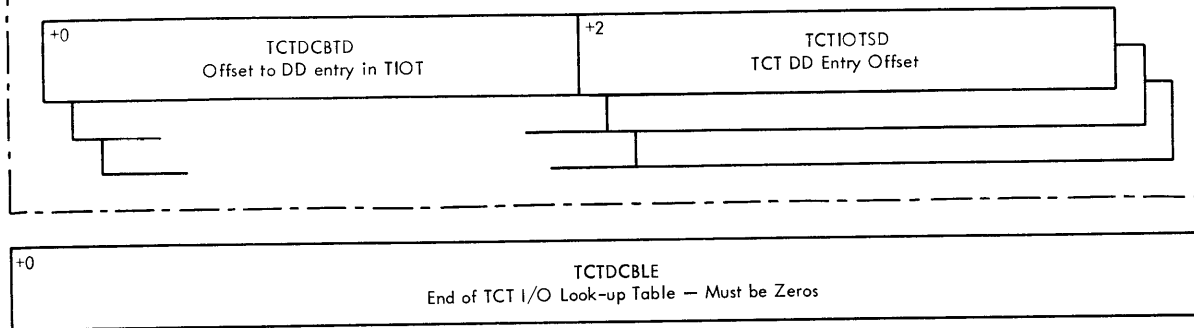 +0
TCTDCBTD
Offset to DD entry in TIOT
+2
TCTIOTSD
TCT DD Entry Offset
+0
TCTDCBLE
End of TCT I/O Look-up Table — Must be Zeros